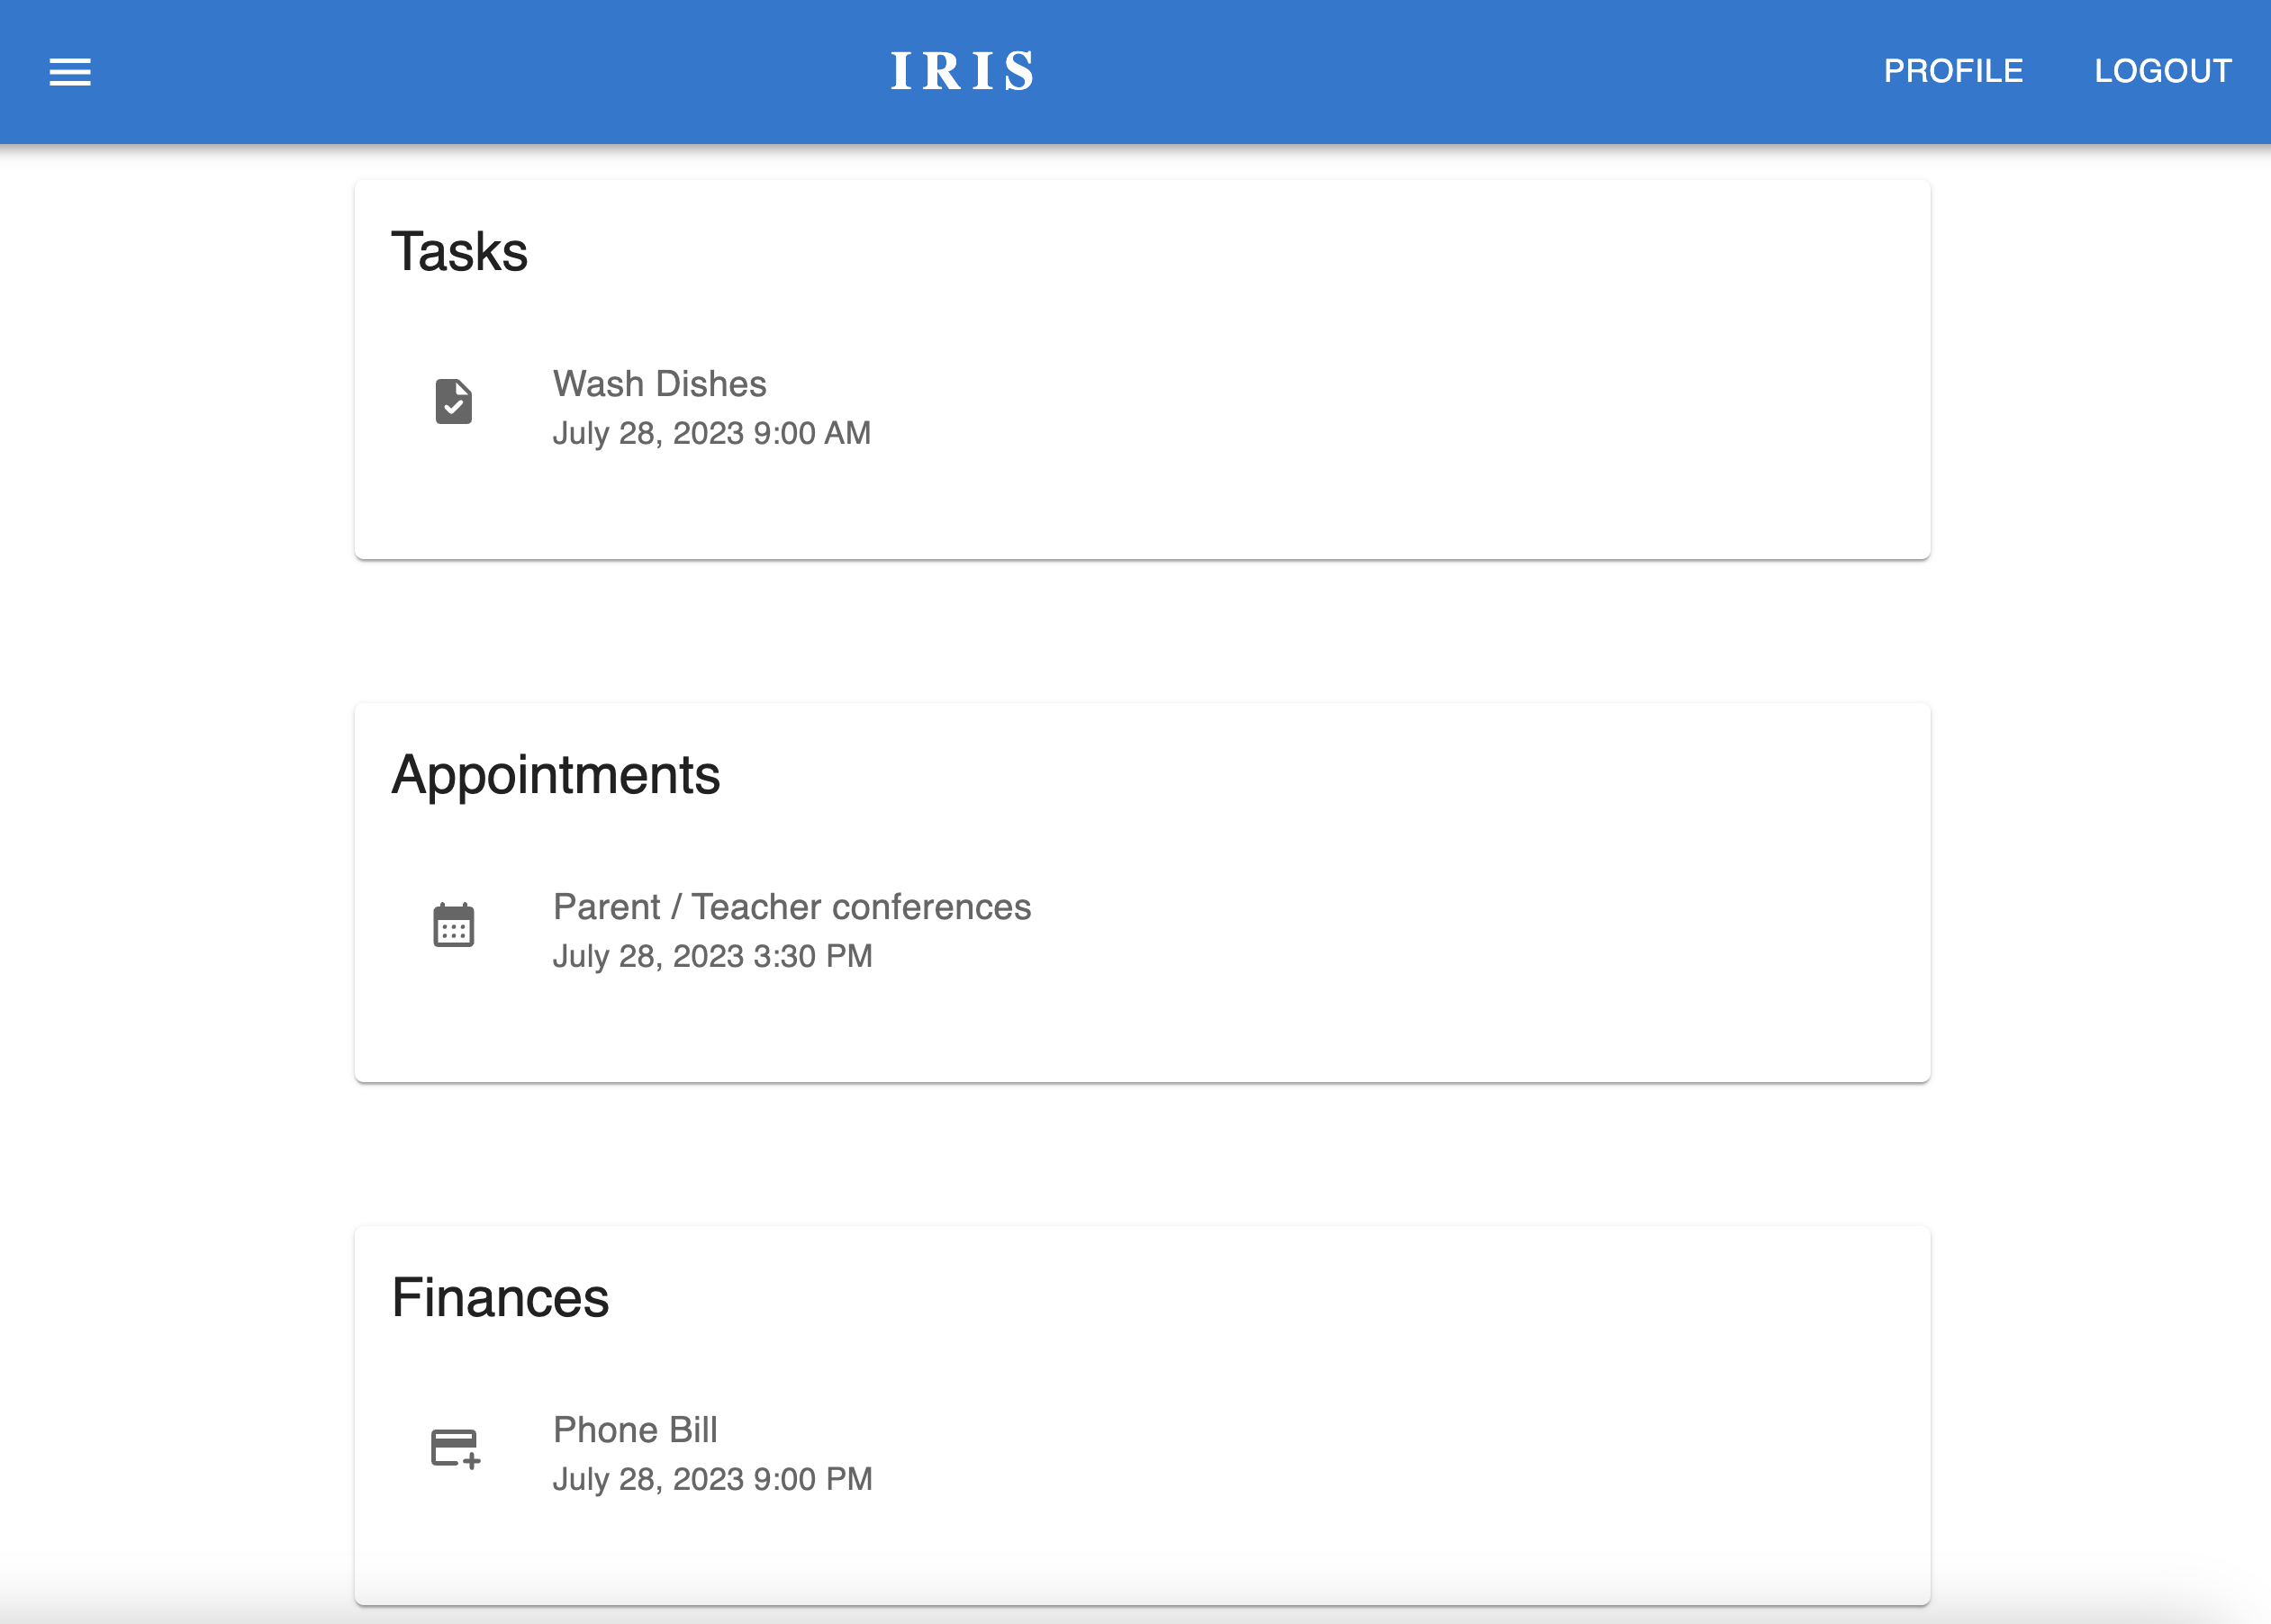 IRIS
PROFILE
LOGOUT
Tasks
Wash Dishes
July 28, 2023 9:00 AM
Appointments
Parent / Teacher conferences
July 28, 2023 3:30 PM
Finances
Phone Bill
July 28, 2023 9:00 PM